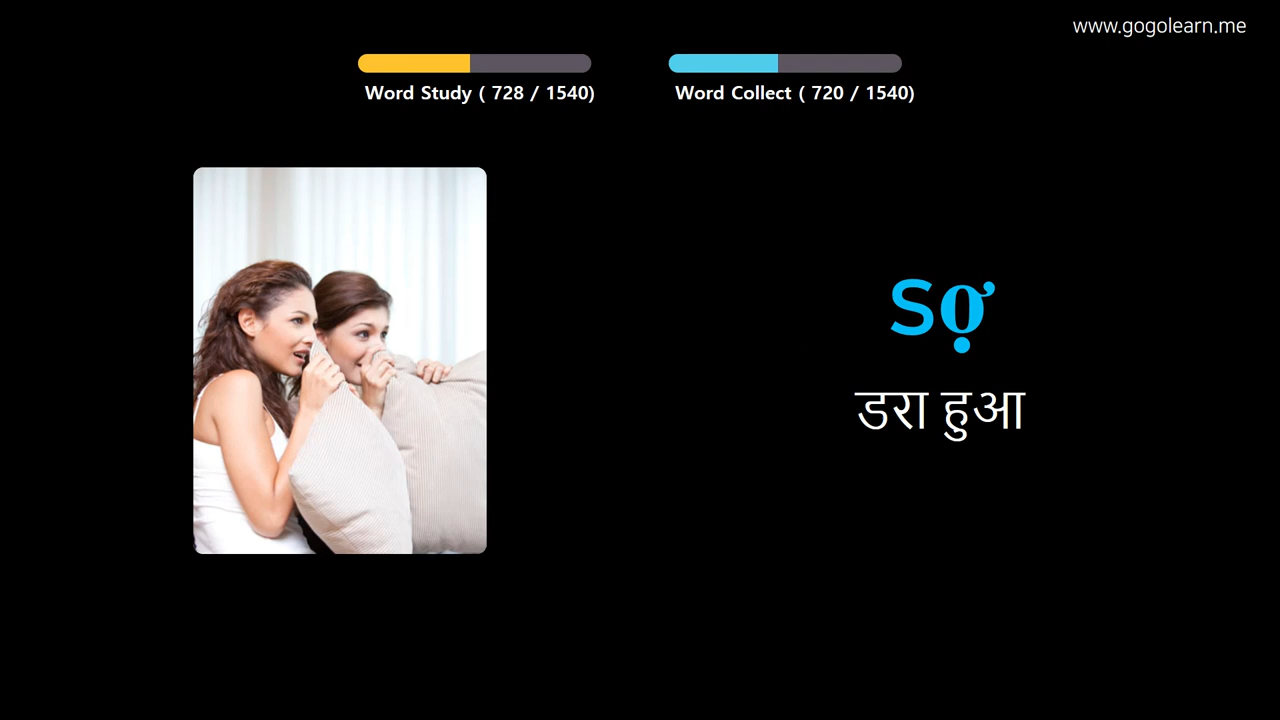 www.gogolearn.me
Word Study ( 728 / 1540)
Word Collect ( 720 / 1540)
sợ
डरा हुआ